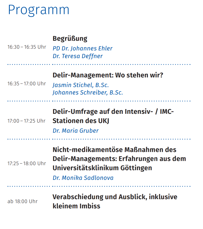 Programm
Begrüßung
16:30 – 16:35 Uhr
PD Dr. Johannes Ehler
Dr. Teresa Deffner
Delir-Management: Wo stehen wir?
16:35 – 17:00 Uhr
Jasmin Stichel, B.Sc.
Johannes Schreiber, B.Sc.
Delir-Umfrage auf den Intensiv- / IMC-
17:00 – 17:25 Uhr
Stationen des UKJ
Dr. Maria Gruber
Nicht-medikamentöse Maßnahmen des
17:25 – 18:00 Uhr
Delir-Managements: Erfahrungen aus dem
Universitätsklinikum Göttingen
Dr. Monika Sadlonova
ab 18:00 Uhr
Verabschiedung und Ausblick, inklusive
kleinem Imbiss